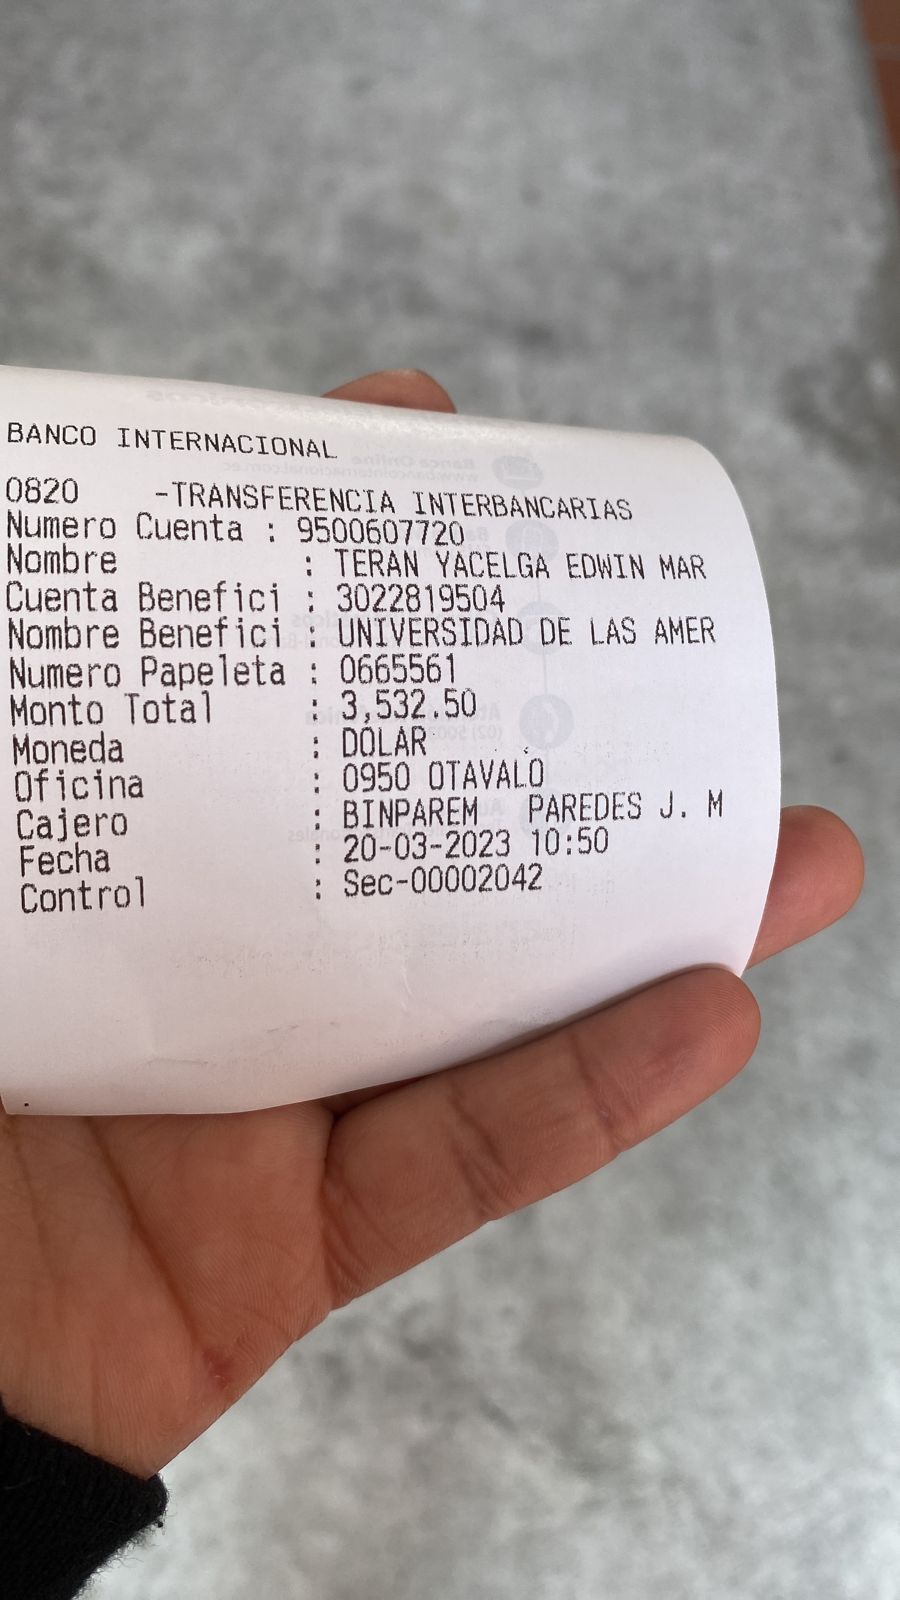 BANCO INTERNACIONAL
0820 -TRANSFERENCIA INTERBANCARIAS
Numero Cuenta : 9500607720
Nombre : TERAN YACELGA EDWIN MAR
Cuenta Benefici : 3022819504
Nombre Benefici : UNIVERSIDAD DE LAS AMER
Numero Papeleta : 0665561
Monto Total : 3,532.50
Moneda : DOLAR
Oficina : 0950 OTAVALO
Cajero : BINPAREM PAREDES J. M
Fecha : 20-03-2023 10:50
Control : Sec-00002042